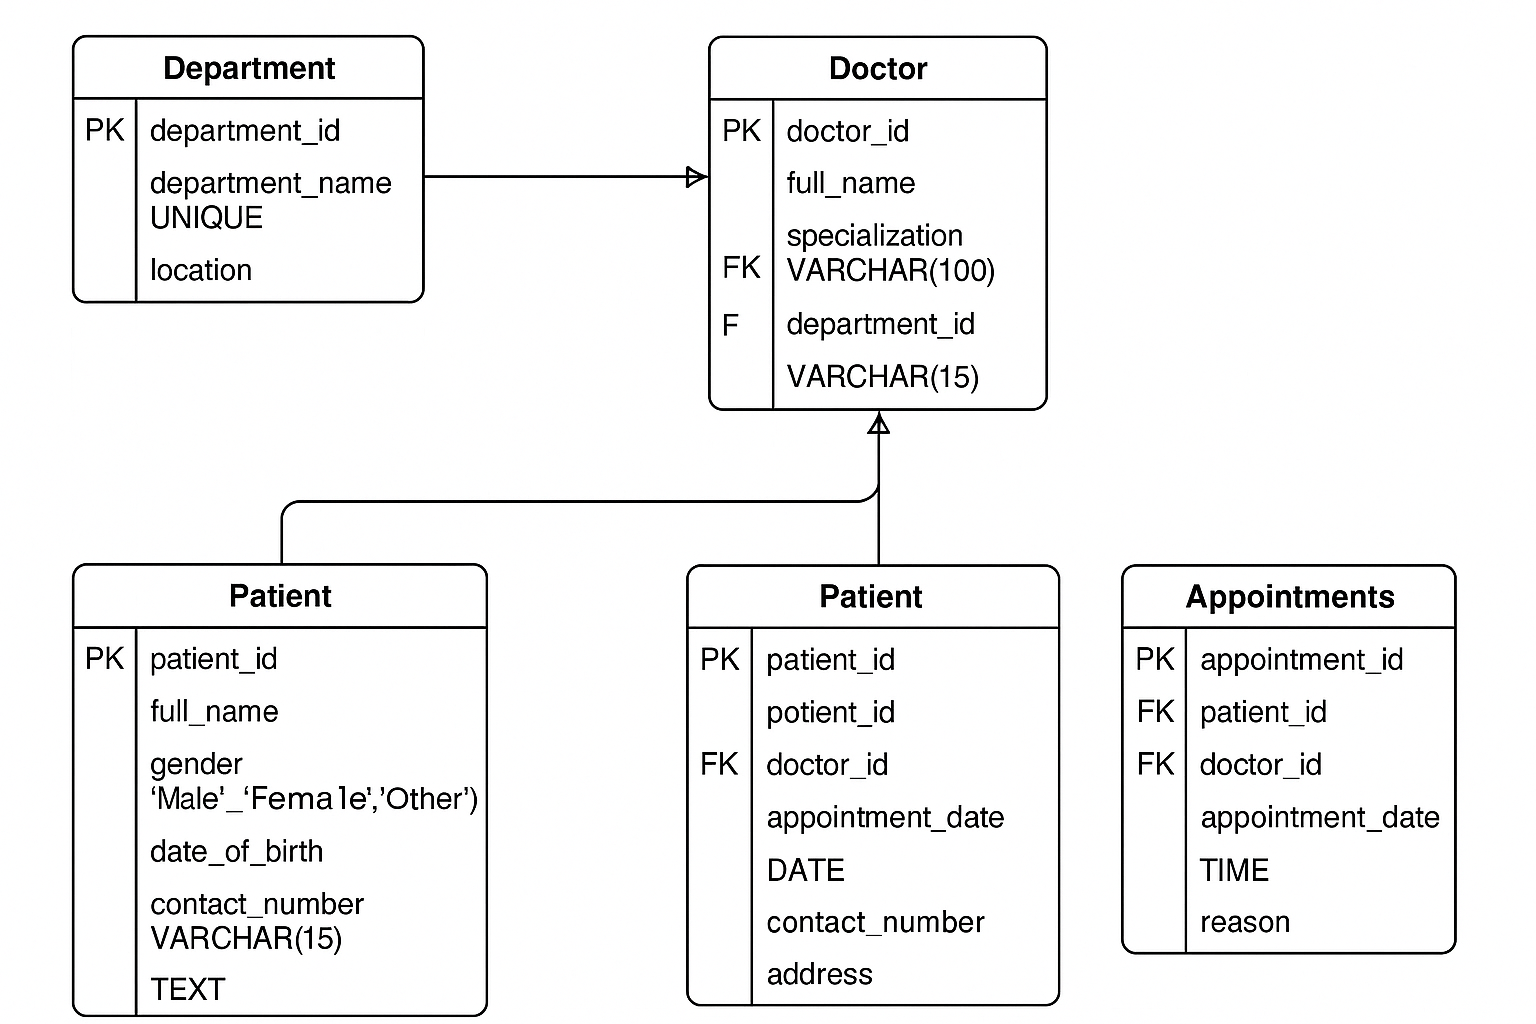 Department
PK department_id
department_name
UNIQUE
location
Doctor
PK doctor_id
full_name
specialization
FK VARCHAR(100)
F department_id
VARCHAR(15)
Patient
PK patient_id
full_name
gender
‘Male’_‘Female’,’Other’)
date_of_birth
contact_number
VARCHAR(15)
TEXT
Patient
PK patient_id
potient_id
FK doctor_id
appointment_date
DATE
contact_number
address
Appointments
PK appointment_id
FK patient_id
FK doctor_id
appointment_date
TIME
reason